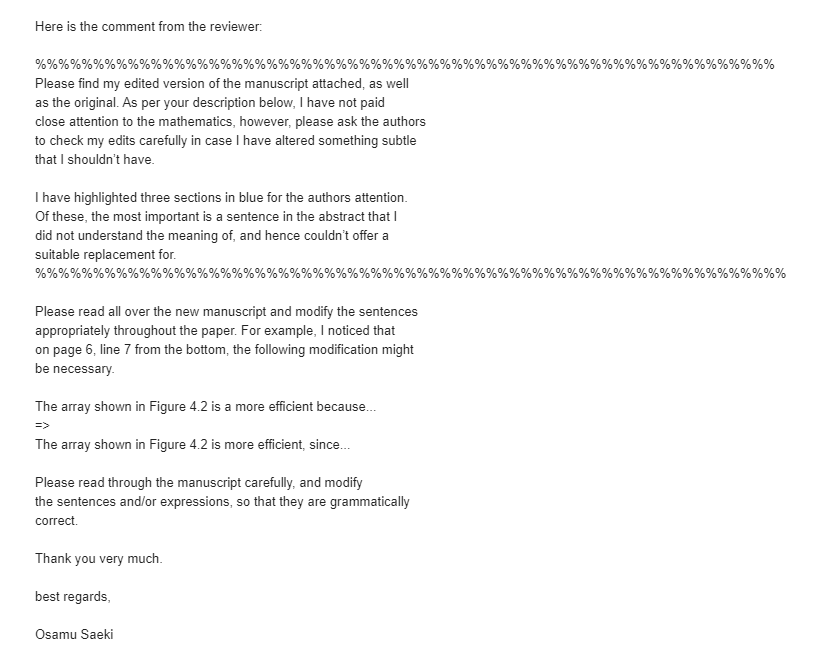 Here is the comment from the reviewer:
%%%%%%%%%%%%%%%%%%%%%%%%%%%%%%%%%%%%%%%%%%%%%%%%%%%%%%%%%%%%%%%%
Please find my edited version of the manuscript attached, as well
as the original. As per your description below, I have not paid
close attention to the mathematics, however, please ask the authors
to check my edits carefully in case I have altered something subtle
that I shouldn't have.
I have highlighted three sections in blue for the authors attention.
Of these, the most important is a sentence in the abstract that I
did not understand the meaning of, and hence couldn't offer a
suitable replacement for.
%%%%%%%%%%%%%%%%%%%%%%%%%%%%%%%%%%%%%%%%%%%%%%%%%%%%%%%%%%%%%%%%%
Please read all over the new manuscript and modify the sentences
appropriately throughout the paper. For example, I noticed that
on page 6, line 7 from the bottom, the following modification might
be necessary.
The array shown in Figure 4.2 is a more efficient because...
=>
The array shown in Figure 4.2 is more efficient, since...
Please read through the manuscript carefully, and modify
the sentences and/or expressions, so that they are grammatically
correct.
Thank you very much.
best regards,
Osamu Saeki